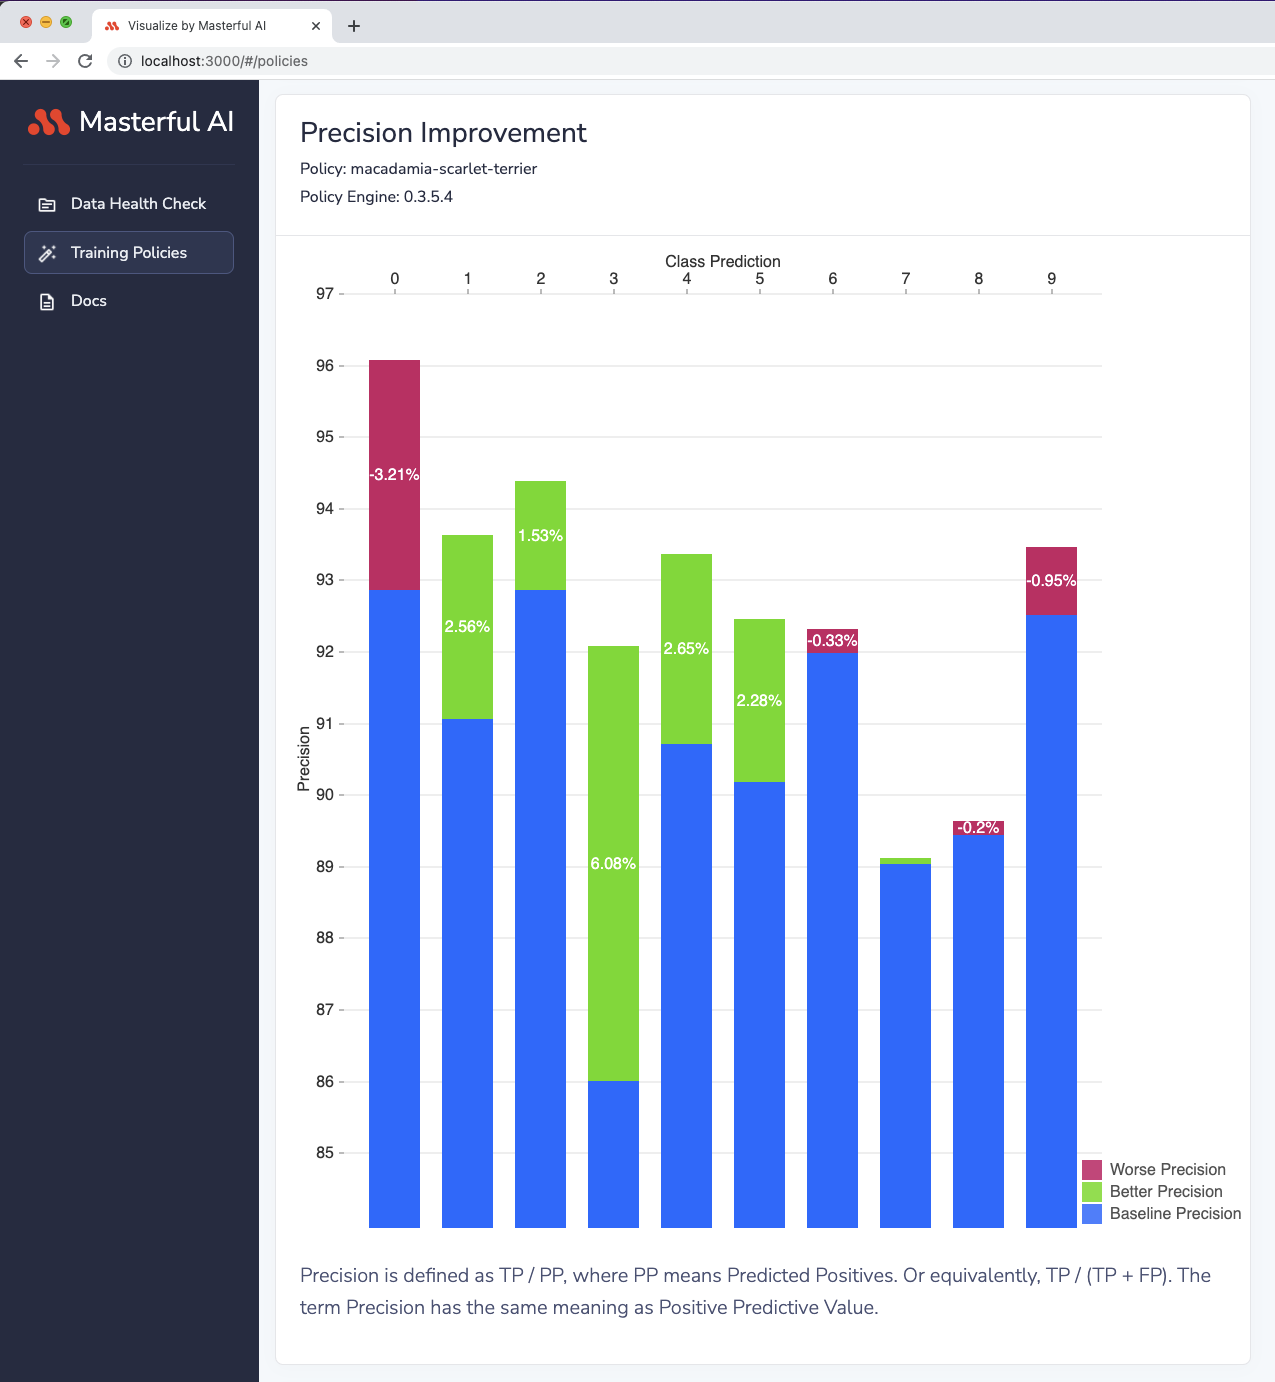 Visualize by Masterful AI
localhost:3000/#/policies
Masterful AI
Data Health Check
Training Policies
Docs
Precision Improvement
Policy: macadamia-scarlet-terrier
Policy Engine: 0.3.5.4
Class Prediction
0 1 2 3 4 5 6 7 8 9
97
96
95
-3.21%
94
1.53%
93
-0.95%
2.56%
92
2.65%
-0.33%
2.28%
91
Precision
90
-0.2%
89
6.08%
88
87
86
85
Worse Precision
Better Precision
Baseline Precision
Precision is defined as TP / PP, where PP means Predicted Positives. Or equivalently, TP / (TP + FP). The
term Precision has the same meaning as Positive Predictive Value.